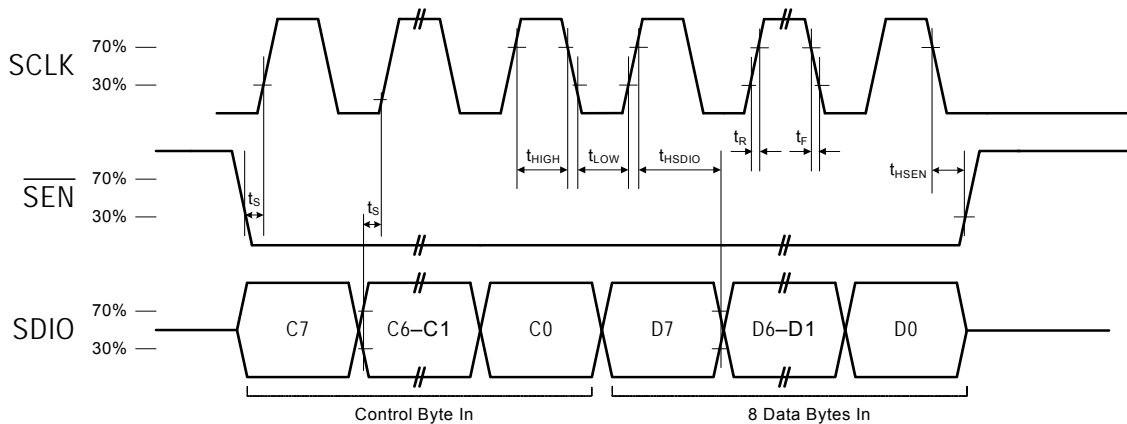 SCLK
70%
30%
tR
tF
tHIGH
tLOW
tHSDIO
tHSEN
SEN
70%
30%
tS
tS
SDIO
70%
30%
C7
C6–C1
C0
D7
D6–D1
D0
Control Byte In
8 Data Bytes In